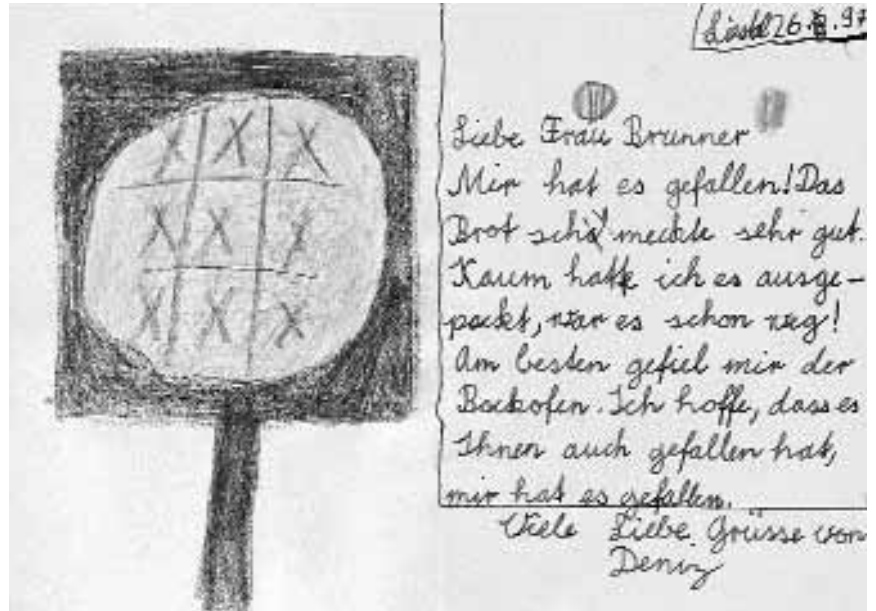 Liebe Frau Brunner
Mir hat es gefallen! Das
Brot schmeckte sehr gut.
Kaum hatte ich es ausge-
packt, war es schon weg!
Am besten gefiel mir der
Backofen. Ich hoffe, dass es
Ihnen auch gefallen hat,
mir hat es gefallen.
Viele Liebe Grüsse von
Deniz